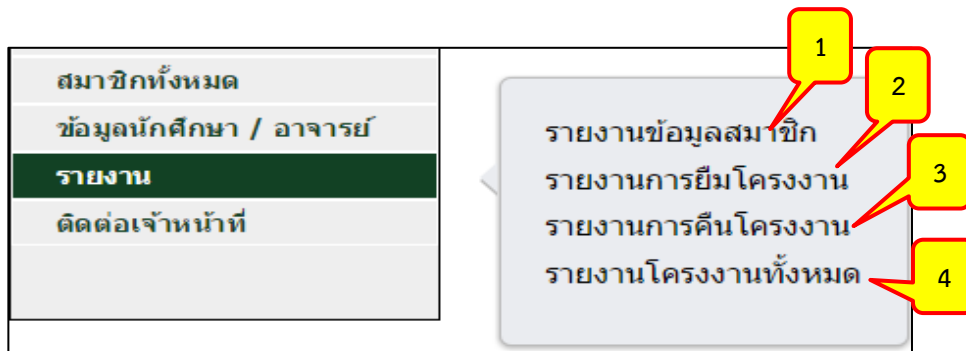 สมาชิกทั้งหมด
ข้อมูลนักศึกษา / อาจารย์
รายงาน
ติดต่อเจ้าหน้าที่
1
2
3
4
รายงานข้อมูลสมาชิก
รายงานการยืมโครงงาน
รายงานการคืนโครงงาน
รายงานโครงงานทั้งหมด